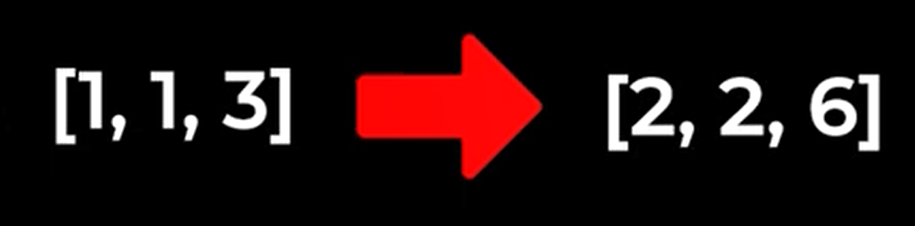 [1, 1, 3] [2, 2, 6]